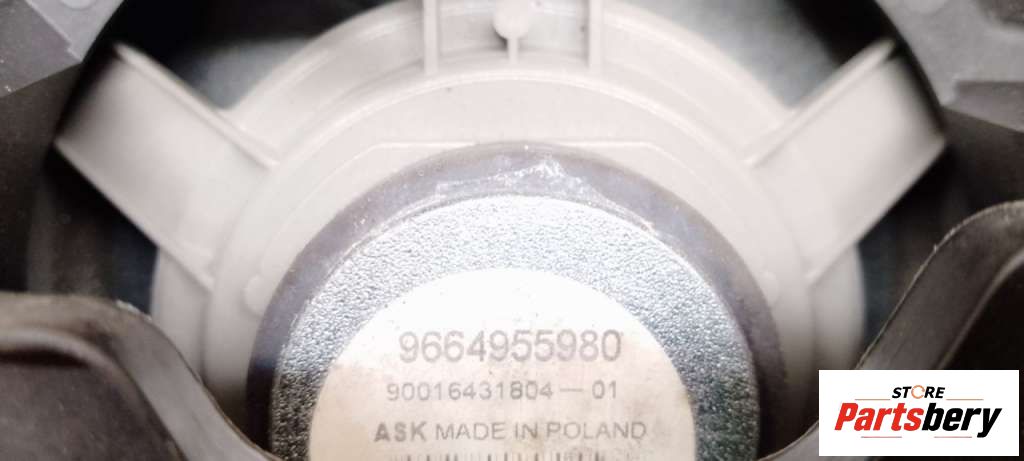 9664955980
90016431804-01
ASK MADE IN POLAND
STORE
Partsbery